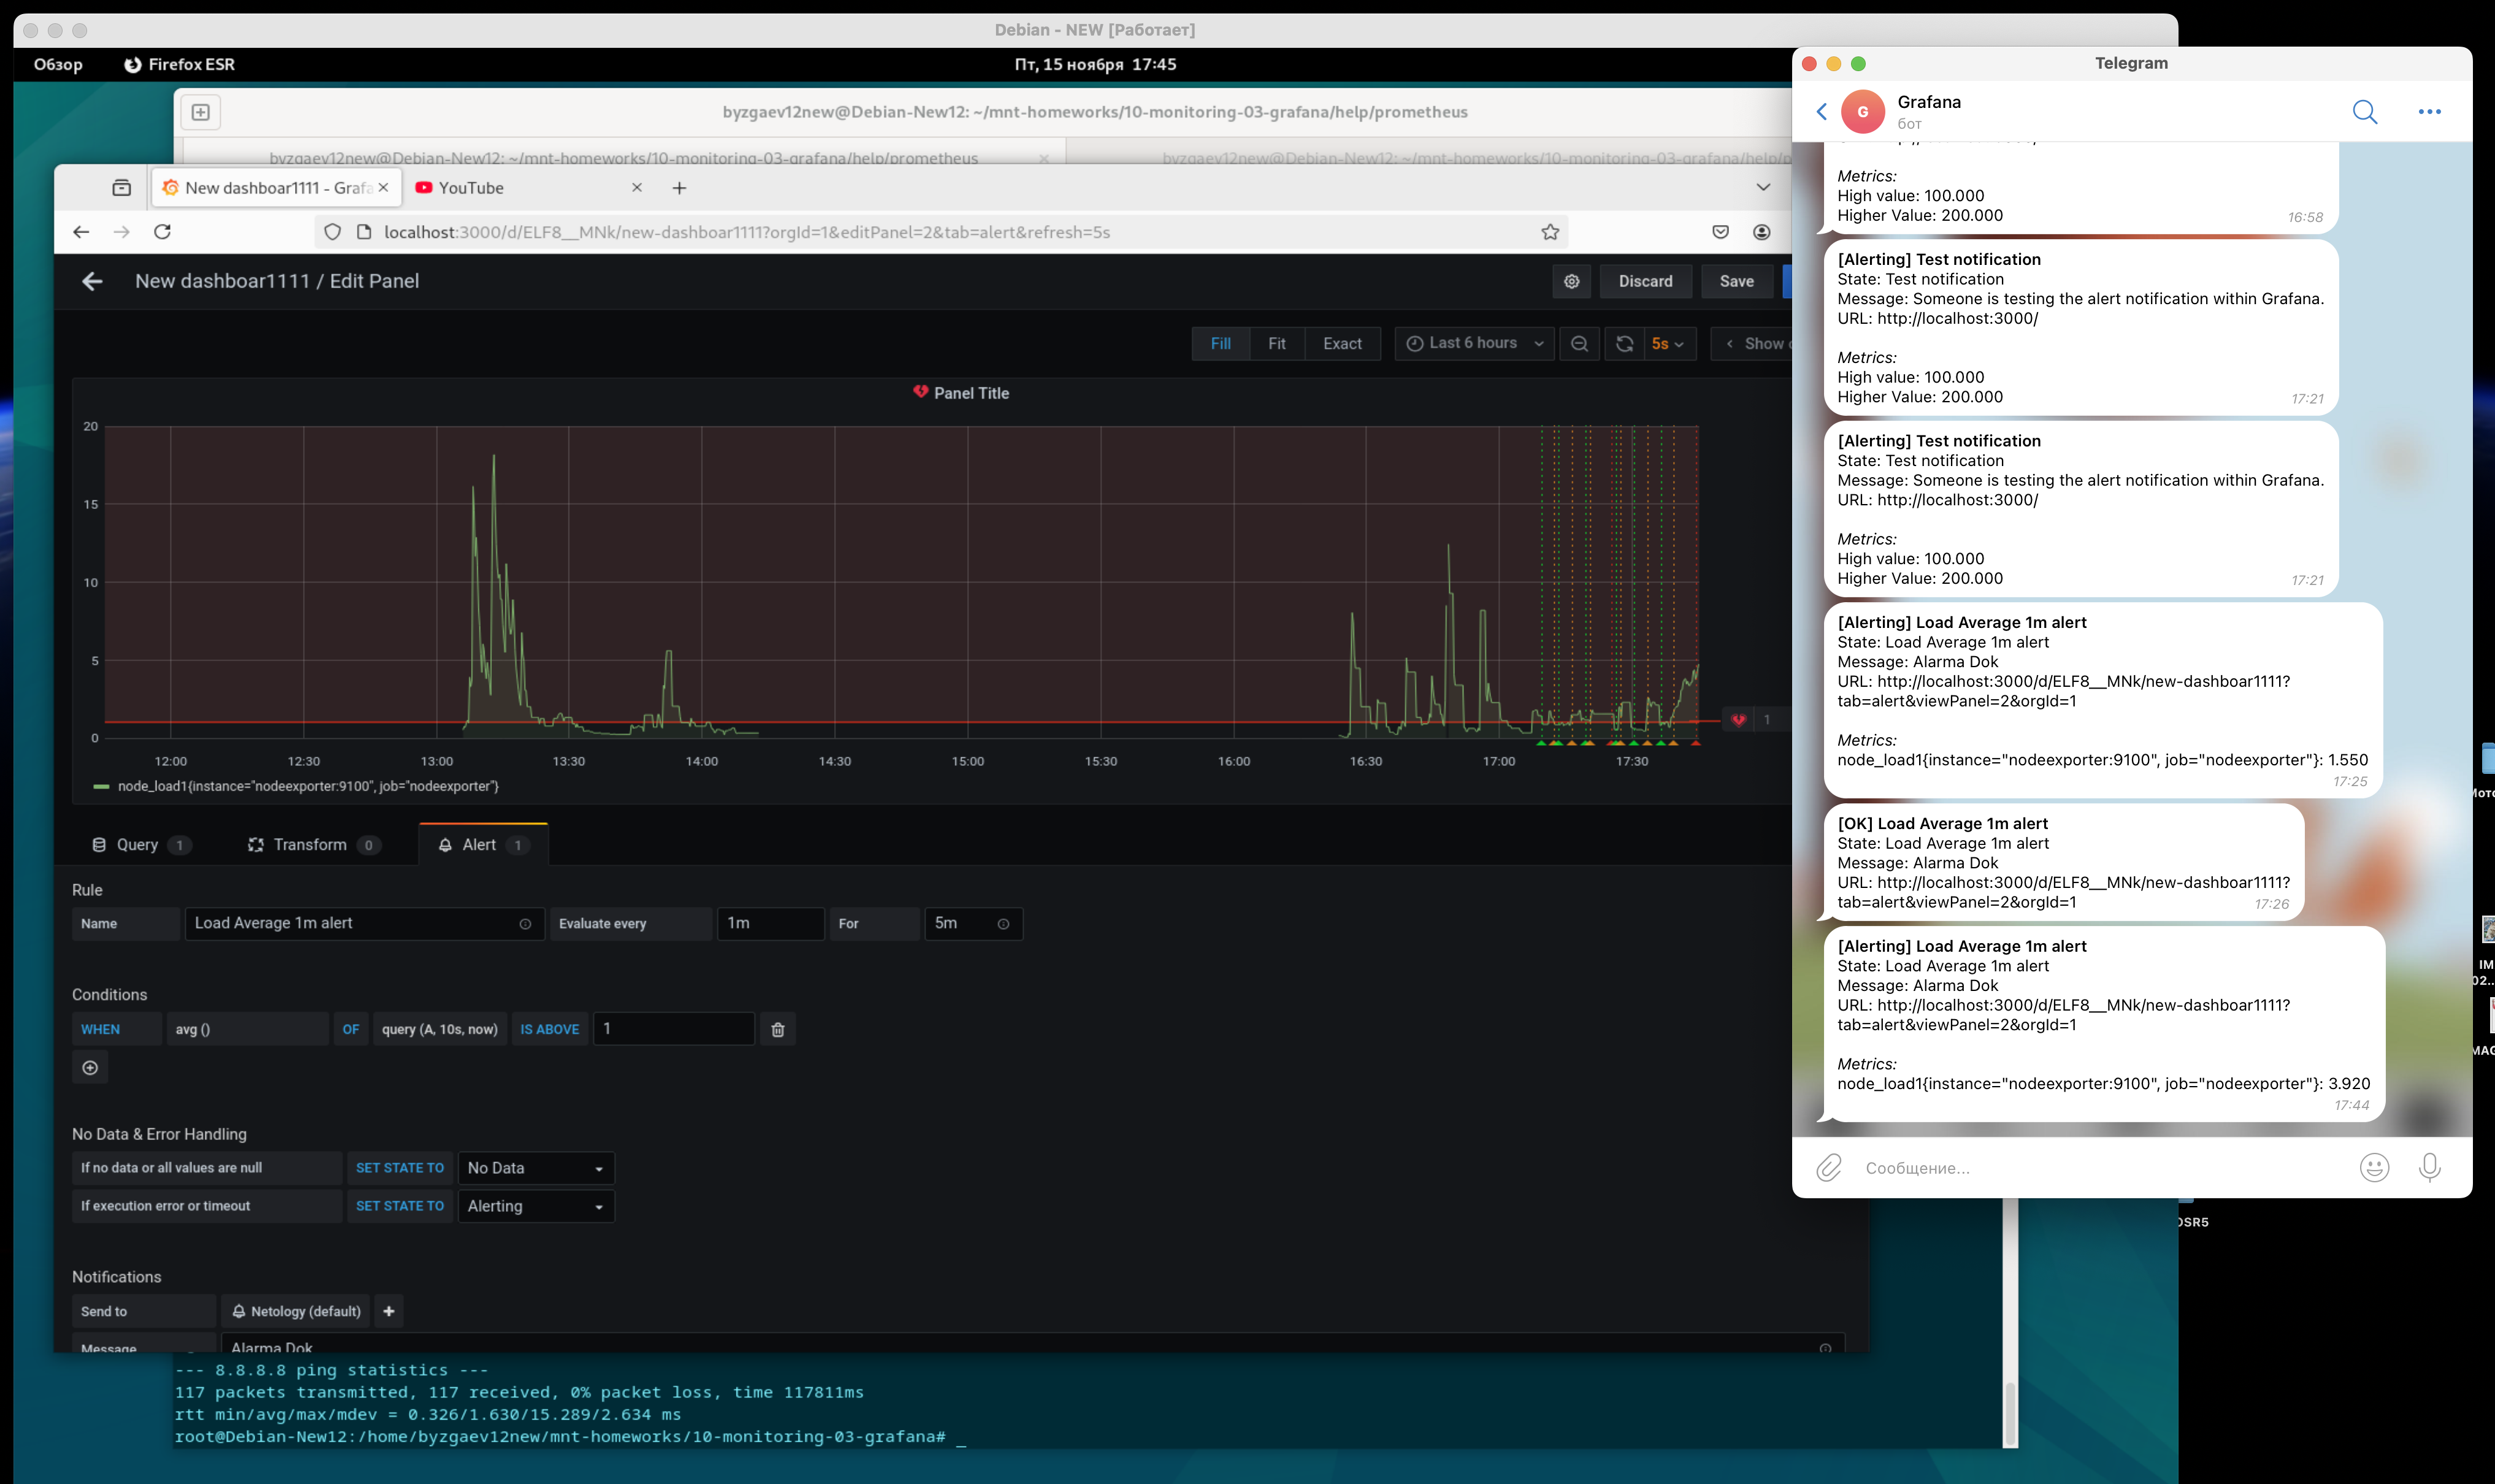 Debian - NEW [Работает]
Обзор
Firefox ESR
Пт, 15 ноября 17:45
byzgaev12new@Debian-New12: ~/mnt-homeworks/10-monitoring-03-grafana/help/prometheus
byzgaev12new@Debian-New12: ~/mnt-homeworks/10-monitoring-03-grafana/help/prometheus
byzgaev12new@Debian-New12: ~/mnt-homeworks/10-monitoring-03-grafana/help/p
New dashboar1111 - Grafa
YouTube
localhost:3000/d/ELF8__MNk/new-dashboar1111?orgId=1&editPanel=2&tab=alert&refresh=5s
New dashboar1111 / Edit Panel
Discard
Save
Fill
Fit
Exact
Last 6 hours
5s
Show
Panel Title
20
15
10
5
0
1
12:00
12:30
13:00
13:30
14:00
14:30
15:00
15:30
16:00
16:30
17:00
17:30
node_load1{instance="nodeexporter:9100", job="nodeexporter"}
Query 1
Transform 0
Alert 1
Rule
Name
Load Average 1m alert
Evaluate every
1m
For
5m
Conditions
WHEN
avg ()
OF
query (A, 10s, now)
IS ABOVE
1
No Data & Error Handling
If no data or all values are null
SET STATE TO
No Data
If execution error or timeout
SET STATE TO
Alerting
Notifications
Send to
Netology (default)
Message
Alarma Dok
--- 8.8.8.8 ping statistics ---
117 packets transmitted, 117 received, 0% packet loss, time 117811ms
rtt min/avg/max/mdev = 0.326/1.630/15.289/2.634 ms
root@Debian-New12:/home/byzgaev12new/mnt-homeworks/10-monitoring-03-grafana# _
Telegram
G
Grafana
бот
Metrics:
High value: 100.000
Higher Value: 200.000
16:58
[Alerting] Test notification
State: Test notification
Message: Someone is testing the alert notification within Grafana.
URL: http://localhost:3000/
Metrics:
High value: 100.000
Higher Value: 200.000
17:21
[Alerting] Test notification
State: Test notification
Message: Someone is testing the alert notification within Grafana.
URL: http://localhost:3000/
Metrics:
High value: 100.000
Higher Value: 200.000
17:21
[Alerting] Load Average 1m alert
State: Load Average 1m alert
Message: Alarma Dok
URL: http://localhost:3000/d/ELF8__MNk/new-dashboar1111?
tab=alert&viewPanel=2&orgId=1
Metrics:
node_load1{instance="nodeexporter:9100", job="nodeexporter"}: 1.550
17:25
[OK] Load Average 1m alert
State: Load Average 1m alert
Message: Alarma Dok
URL: http://localhost:3000/d/ELF8__MNk/new-dashboar1111?
tab=alert&viewPanel=2&orgId=1
17:26
[Alerting] Load Average 1m alert
State: Load Average 1m alert
Message: Alarma Dok
URL: http://localhost:3000/d/ELF8__MNk/new-dashboar1111?
tab=alert&viewPanel=2&orgId=1
Metrics:
node_load1{instance="nodeexporter:9100", job="nodeexporter"}: 3.920
17:44
Сообщение...